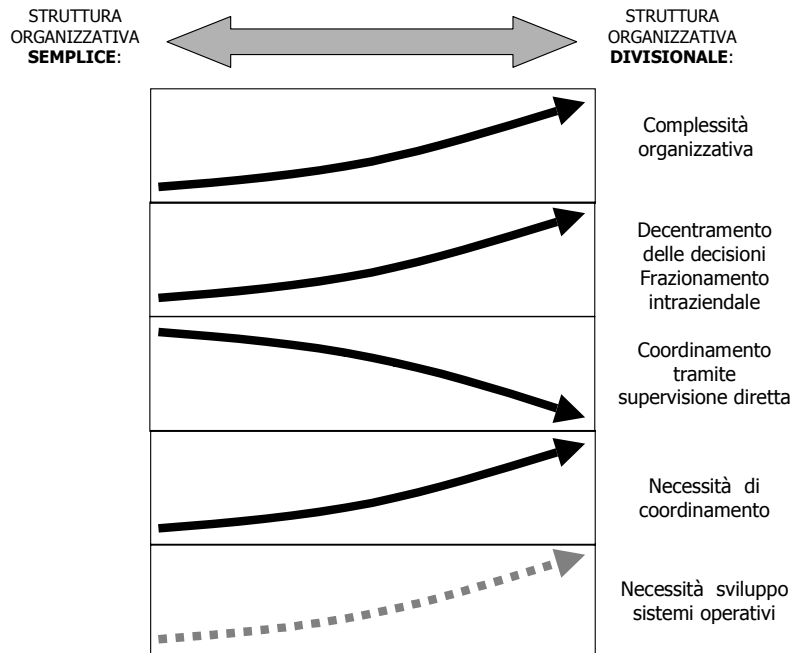 STRUTTURA
ORGANIZZATIVA
SEMPLICE:
STRUTTURA
ORGANIZZATIVA
DIVISIONALE:
Complessità
organizzativa
Decentramento
delle decisioni
Frazionamento
intraziendale
Coordinamento
tramite
supervisione diretta
Necessità di
coordinamento
Necessità sviluppo
sistemi operativi